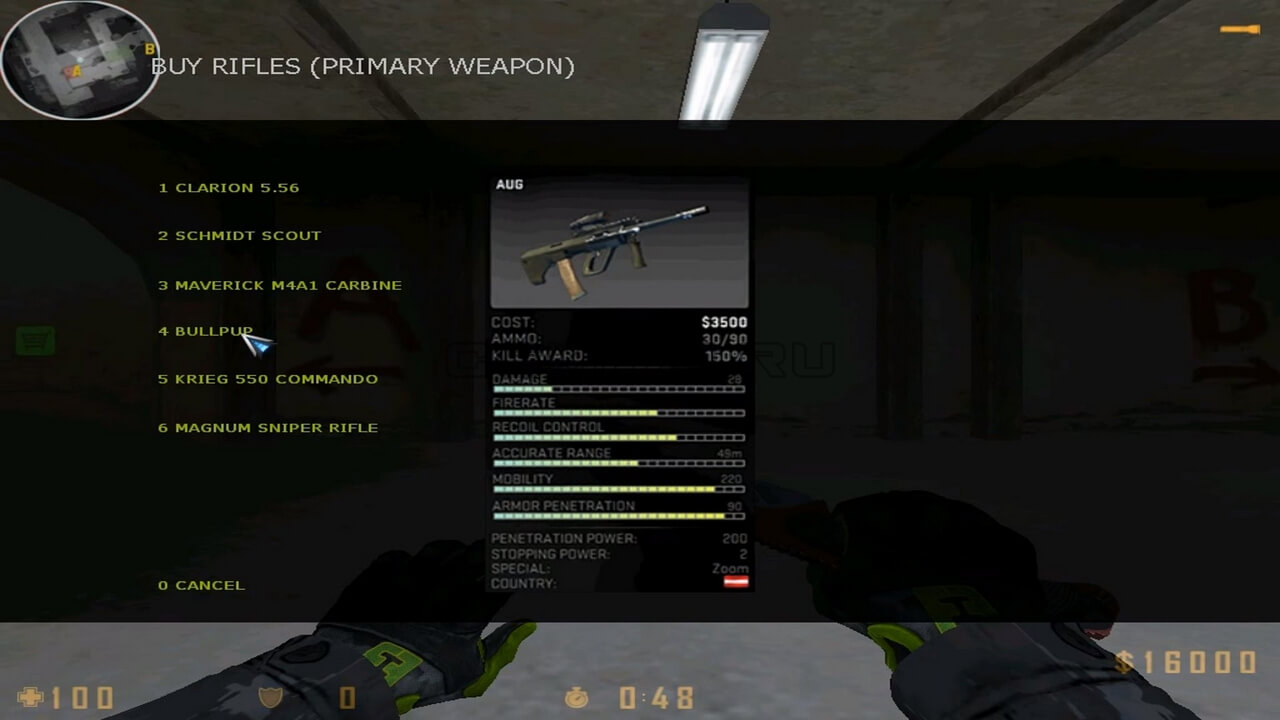 B
A
BUY RIFLES (PRIMARY WEAPON)
1 CLARION 5.56
2 SCHMIDT SCOUT
3 MAVERICK M4A1 CARBINE
4 BULLPUP
5 KRIEG 550 COMMANDO
6 MAGNUM SNIPER RIFLE
0 CANCEL
AUG
COST: $3500
AMMO: 30/90
KILL AWARD: 150%
DAMAGE 28
FIRERATE
RECOIL CONTROL
ACCURATE RANGE 49m
MOBILITY 220
ARMOR PENETRATION 90
PENETRATION POWER: 200
STOPPING POWER: 2
SPECIAL: Zoom
COUNTRY:
A
B
$16000
100
0
0:48